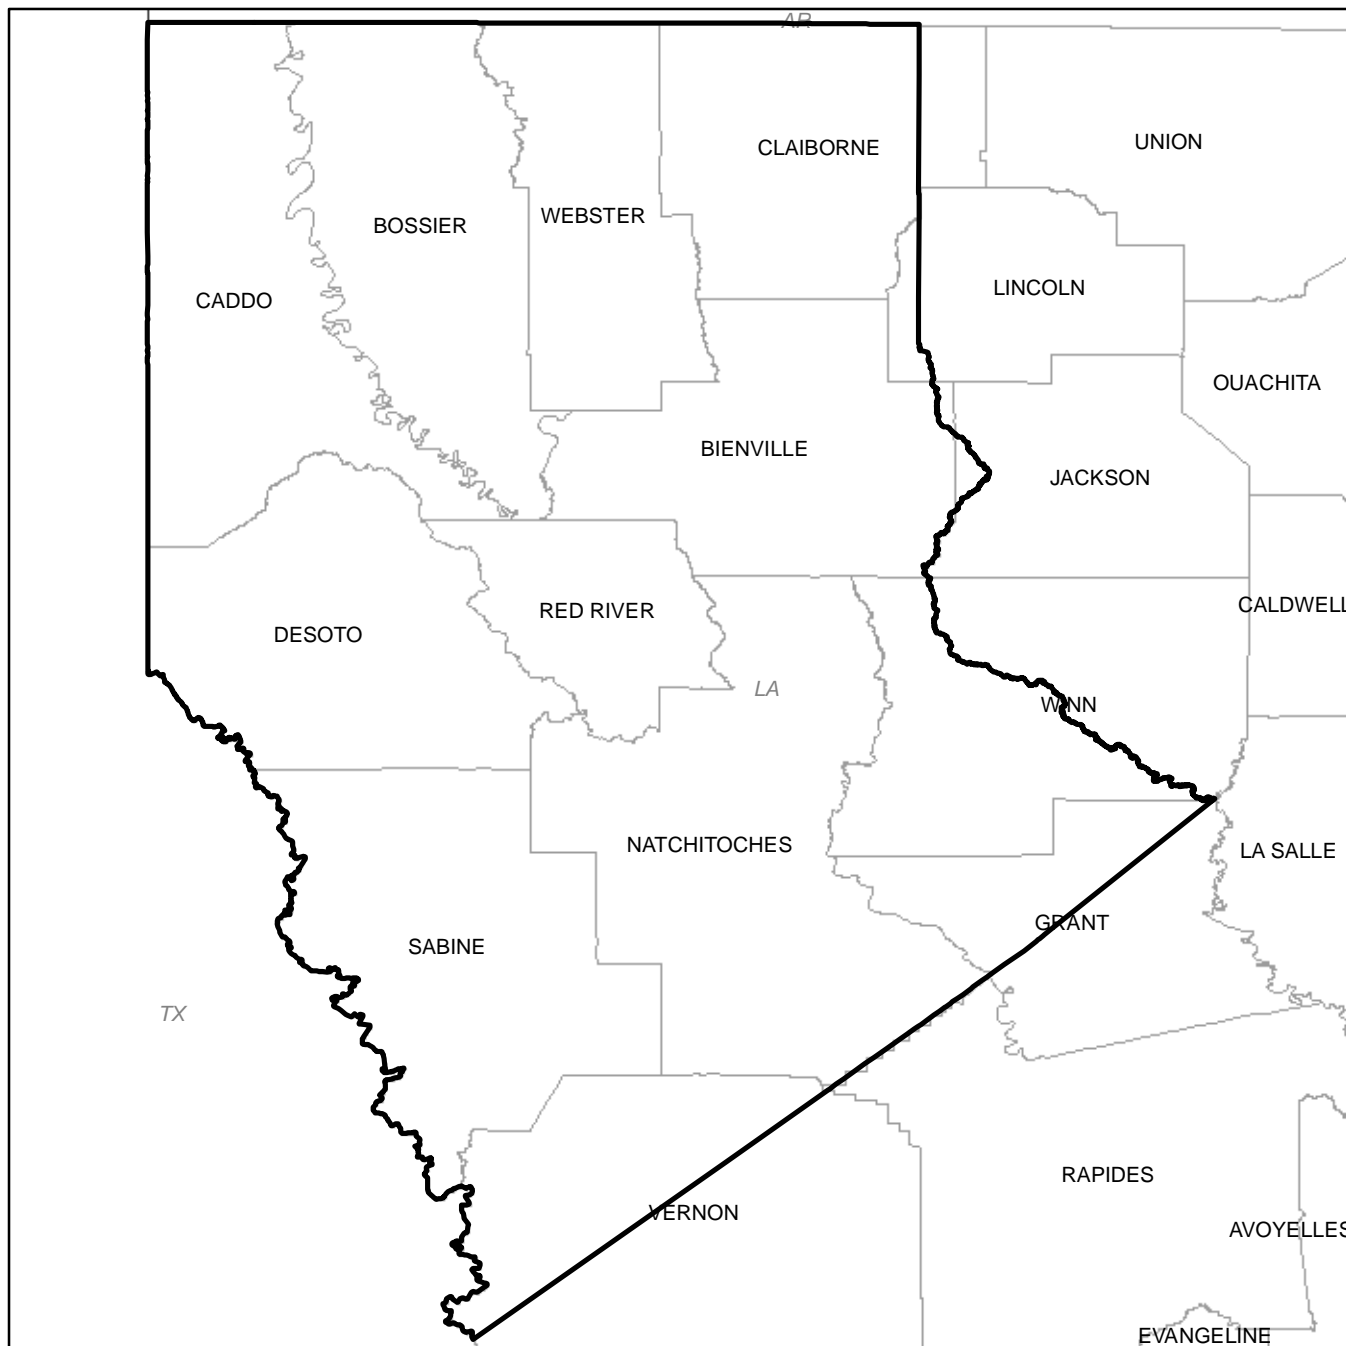 AR
UNION
CLAIBORNE
WEBSTER
BOSSIER
LINCOLN
CADDO
OUACHITA
BIENVILLE
JACKSON
CALDWELL
RED RIVER
DESOTO
LA
WINN
NATCHITOCHES
LA SALLE
GRANT
SABINE
TX
RAPIDES
VERNON
AVOYELLES
EVANGELINE